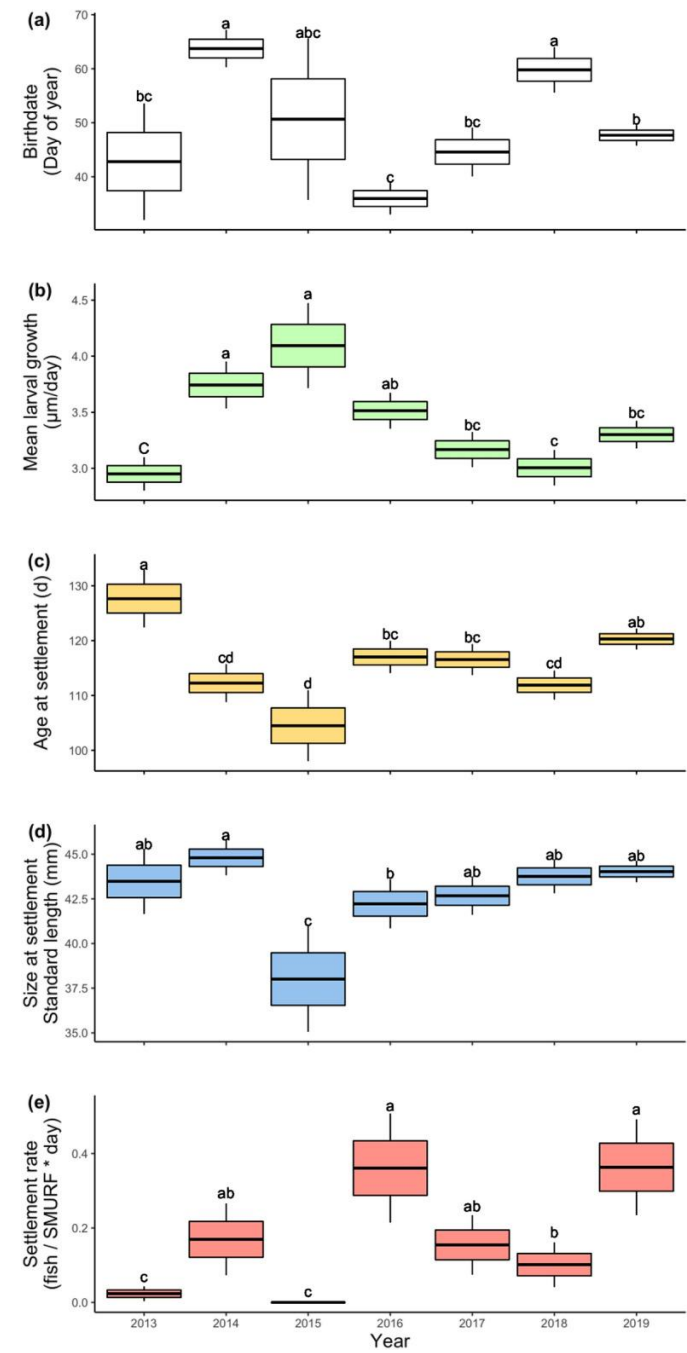 (a)
Birthdate
(Day of year)
70
60
50
40
bc
a
abc
c
bc
a
b
(b)
Mean larval growth
(µm/day)
4.5
4.0
3.5
3.0
C
a
a
ab
bc
c
bc
(c)
Age at settlement (d)
130
120
110
100
a
cd
d
bc
bc
cd
ab
(d)
Size at settlement
Standard length (mm)
45.0
42.5
40.0
37.5
35.0
ab
a
c
b
ab
ab
ab
(e)
Settlement rate
(fish / SMURF * day)
0.4
0.2
0.0
c
ab
c
a
ab
b
a
2013 2014 2015 2016 2017 2018 2019
Year